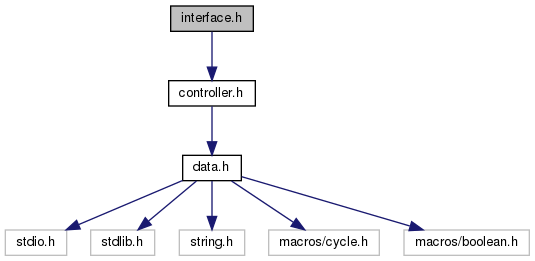 interface.h
controller.h
data.h
stdio.h
stdlib.h
string.h
macros/cycle.h
macros/boolean.h